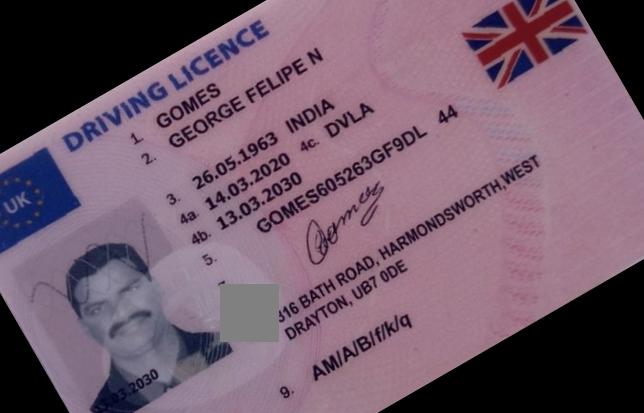 DRIVING LICENCE
UK
1. GOMES
2. GEORGE FELIPE N
3. 26.05.1963 INDIA
4a 14.03.2020 4c. DVLA
4b. 13.03.2030
5. GOMES605263GF9DL 44
Gomes
316 BATH ROAD, HARMONDSWORTH,WEST
DRAYTON, UB7 0DE
9. AM/A/B/f/k/q
03.2030